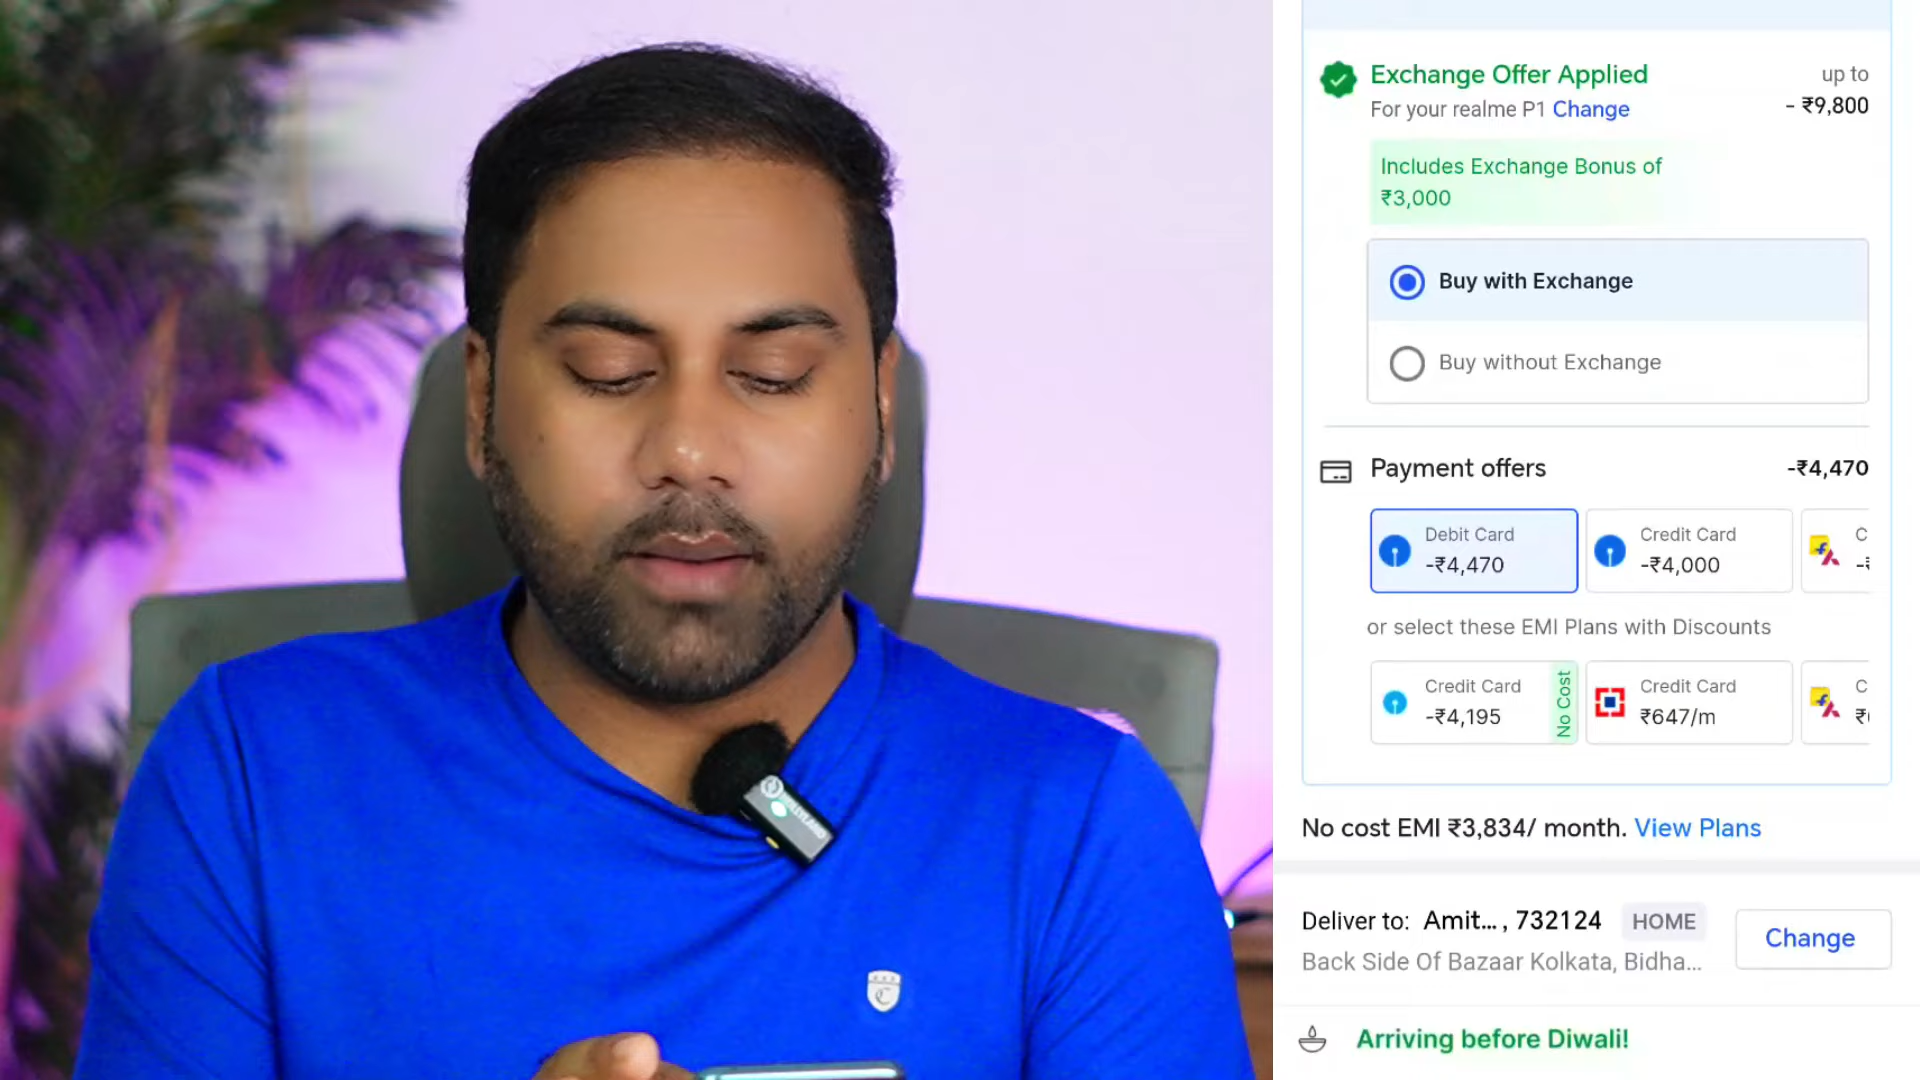 Exchange Offer Applied
up to
For your realme P1 Change
- ₹9,800
Includes Exchange Bonus of
₹3,000
Buy with Exchange
Buy without Exchange
Payment offers
-₹4,470
Debit Card
-₹4,470
Credit Card
-₹4,000
C
or select these EMI Plans with Discounts
Credit Card
-₹4,195
No Cost
Credit Card
₹647/m
C
No cost EMI ₹3,834/ month. View Plans
Deliver to: Amit... , 732124 HOME
Change
Back Side Of Bazaar Kolkata, Bidha...
Arriving before Diwali!
HOLLYLAND
C